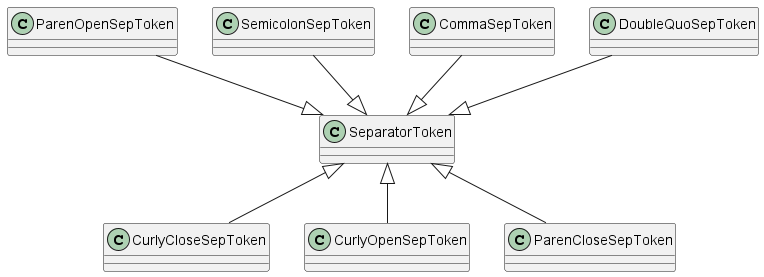 C ParenOpenSepToken
C SemicolonSepToken
C CommaSepToken
C DoubleQuoSepToken
C SeparatorToken
C CurlyCloseSepToken
C CurlyOpenSepToken
C ParenCloseSepToken